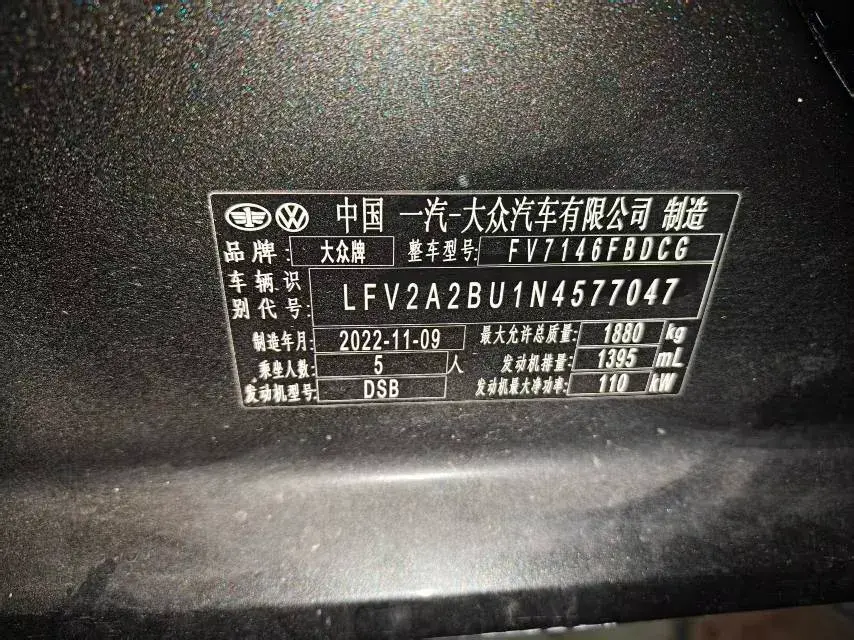 中国 一汽-大众汽车有限公司 制造
品牌: 大众牌 整车型号: FV7146FBDCG
车辆识别代号: LFV2A2BU1N4577047
制造年月: 2022-11-09 最大允许总质量: 1880 kg
乘坐人数: 5 人 发动机排量: 1395 mL
发动机型号: DSB 发动机最大净功率: 110 kW